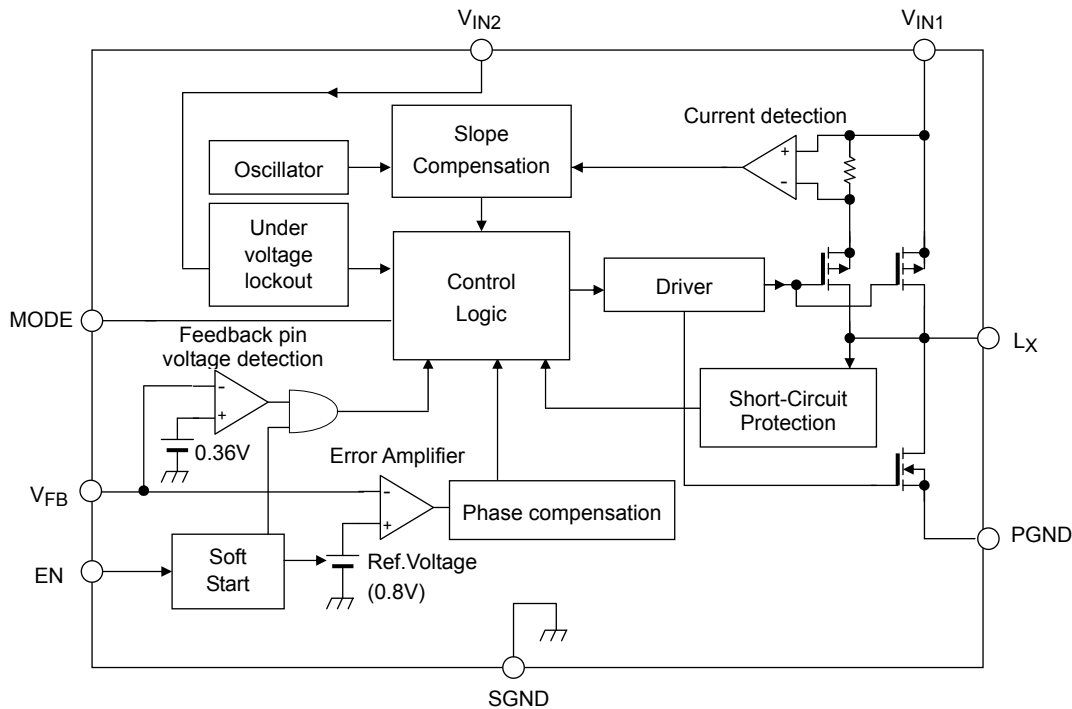 VIN2
VIN1
Current detection
Slope
Compensation
Oscillator
+
-
Under
voltage
lockout
Control
Logic
Driver
MODE
Feedback pin
voltage detection
LX
-
+
Short-Circuit
Protection
0.36V
Error Amplifier
VFB
-
+
Phase compensation
PGND
EN
Soft
Start
Ref.Voltage
(0.8V)
SGND